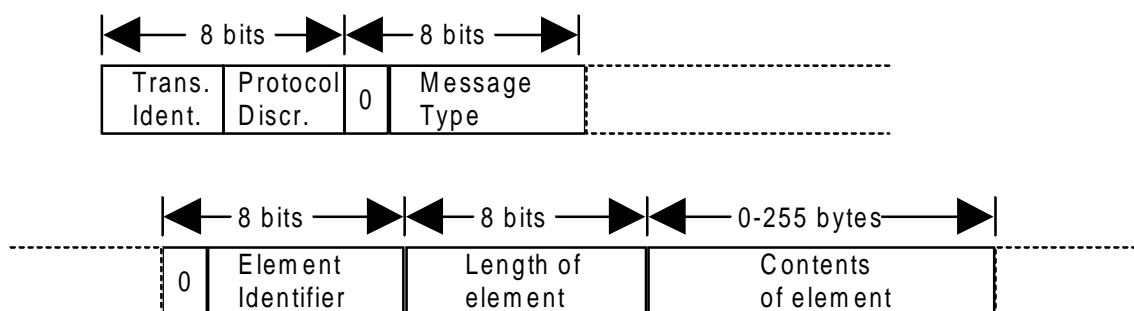 8 bits 8 bits
Trans. Protocol 0 Message
Ident. Discr. Type
8 bits 8 bits 0-255 bytes
0 Element Length of Contents
Identifier element of element